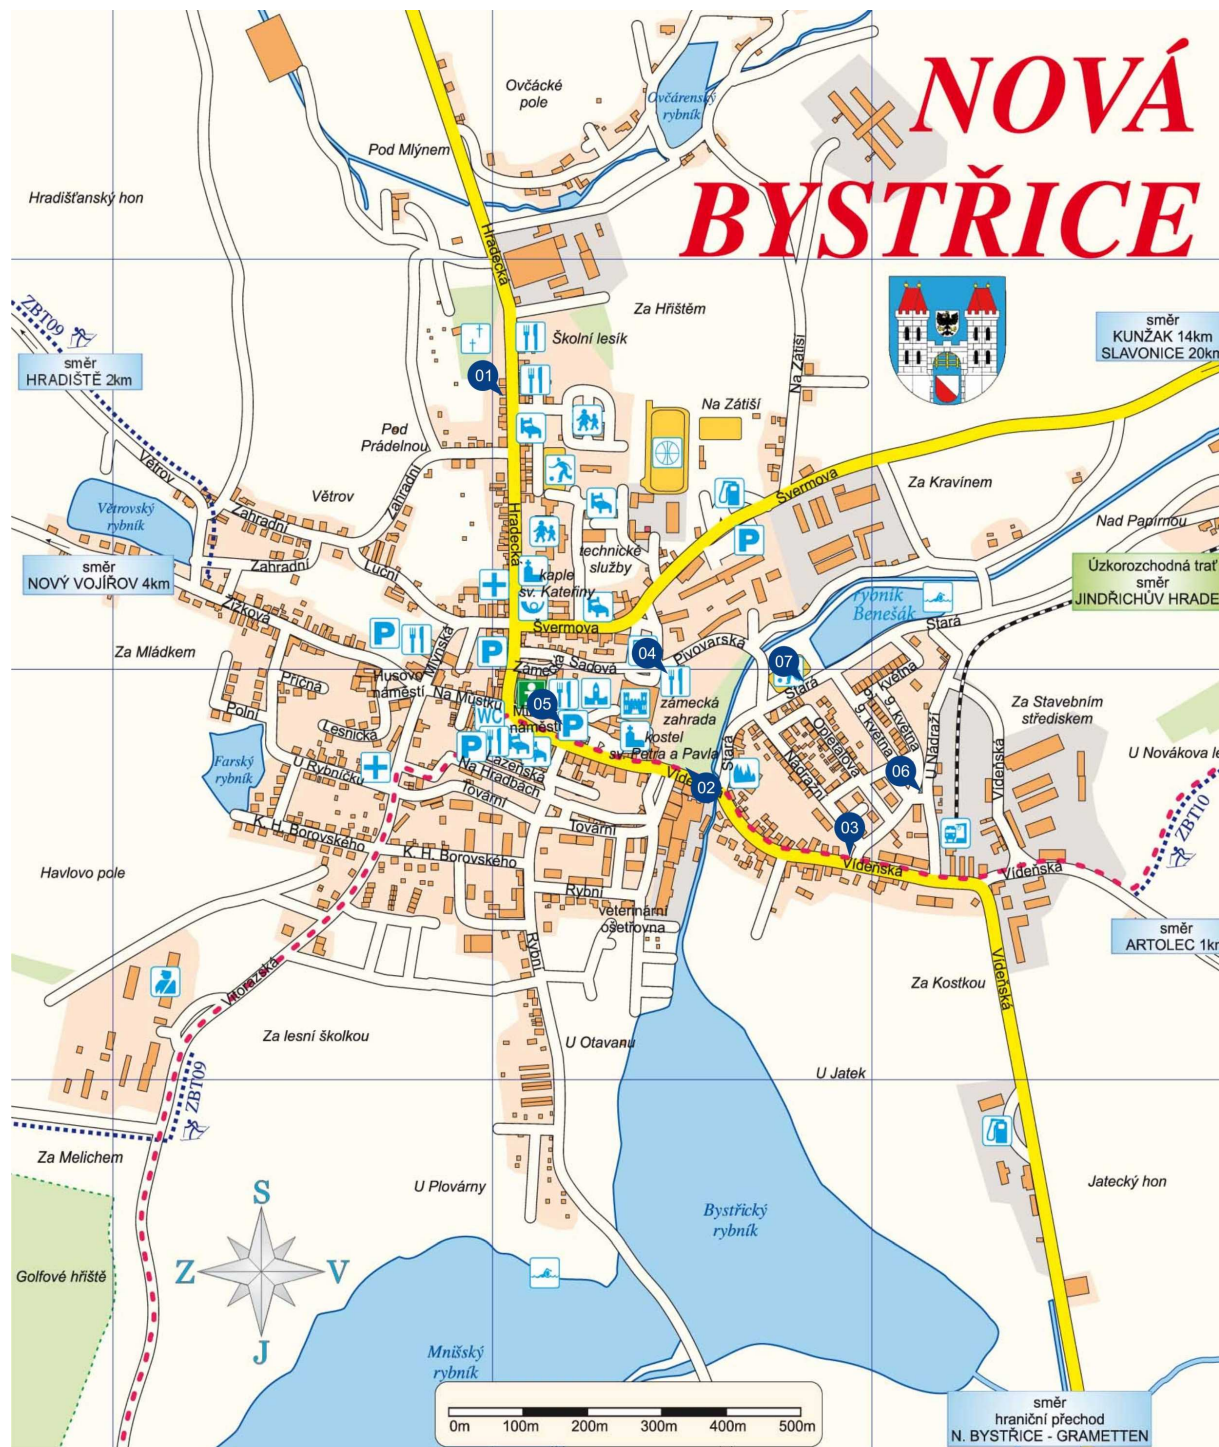 NOVÁ
BYSTŘICE
Ovčácké
pole
Ovčárenský
rybník
Pod Mlýnem
Hradišťanský hon
Hradecká
Za Hřištěm
Školní lesík
ZBT09
směr
HRADIŠTĚ 2km
směr
KUNŽAK 14km
SLAVONICE 20km
01
Na Zátiší
Na Zátiší
Pod
Prádelnou
Větrov
Zahradní
Větrov
Větrovský
rybník
Zahradní
Hradecká
Švermova
Za Kravínem
Nad Papírnou
P
technické
služby
směr
NOVÝ VOJÍŘOV 4km
Zahradní
Luční
kaple
sv. Kateřiny
Úzkorozchodná trať
směr
JINDŘICHŮV HRADE
rybník
Benešák
Stará
Žižkova
Švermova
P
P
Mlýnská
Za Mládkem
Pivovarská
04
07
Sadová
Husovo
náměstí
Na Můstku
Příčná
Polní
Lesnická
WC
05
náměstí
P
P
zámecká
zahrada
kostel
sv. Petra a Pavla
Stará
9. května
9. května
9. května
Opletalova
Nádražní
U Nádraží
Stará
Za Stavebním
střediskem
U Novákova le
Farský
rybník
U Rybníčku
Na Hradbách
Lázeňská
Tovární
Tovární
02
06
03
Vídeňská
Vídeňská
Vídeňská
ZBT10
K. H. Borovského
K. H. Borovského
Rybní
veterinární
ošetřovna
Havlovo pole
směr
ARTOLEC 1km
Vídeňská
Rybní
Za Kostkou
Vitorazská
Za lesní školkou
U Otavanu
U Jatek
ZBT09
Za Melichem
U Plovárny
Jatecký hon
Bystřický
rybník
S
Z
V
J
Golfové hřiště
Mnišský
rybník
0m 100m 200m 300m 400m 500m
směr
hraniční přechod
N. BYSTŘICE - GRAMETTEN